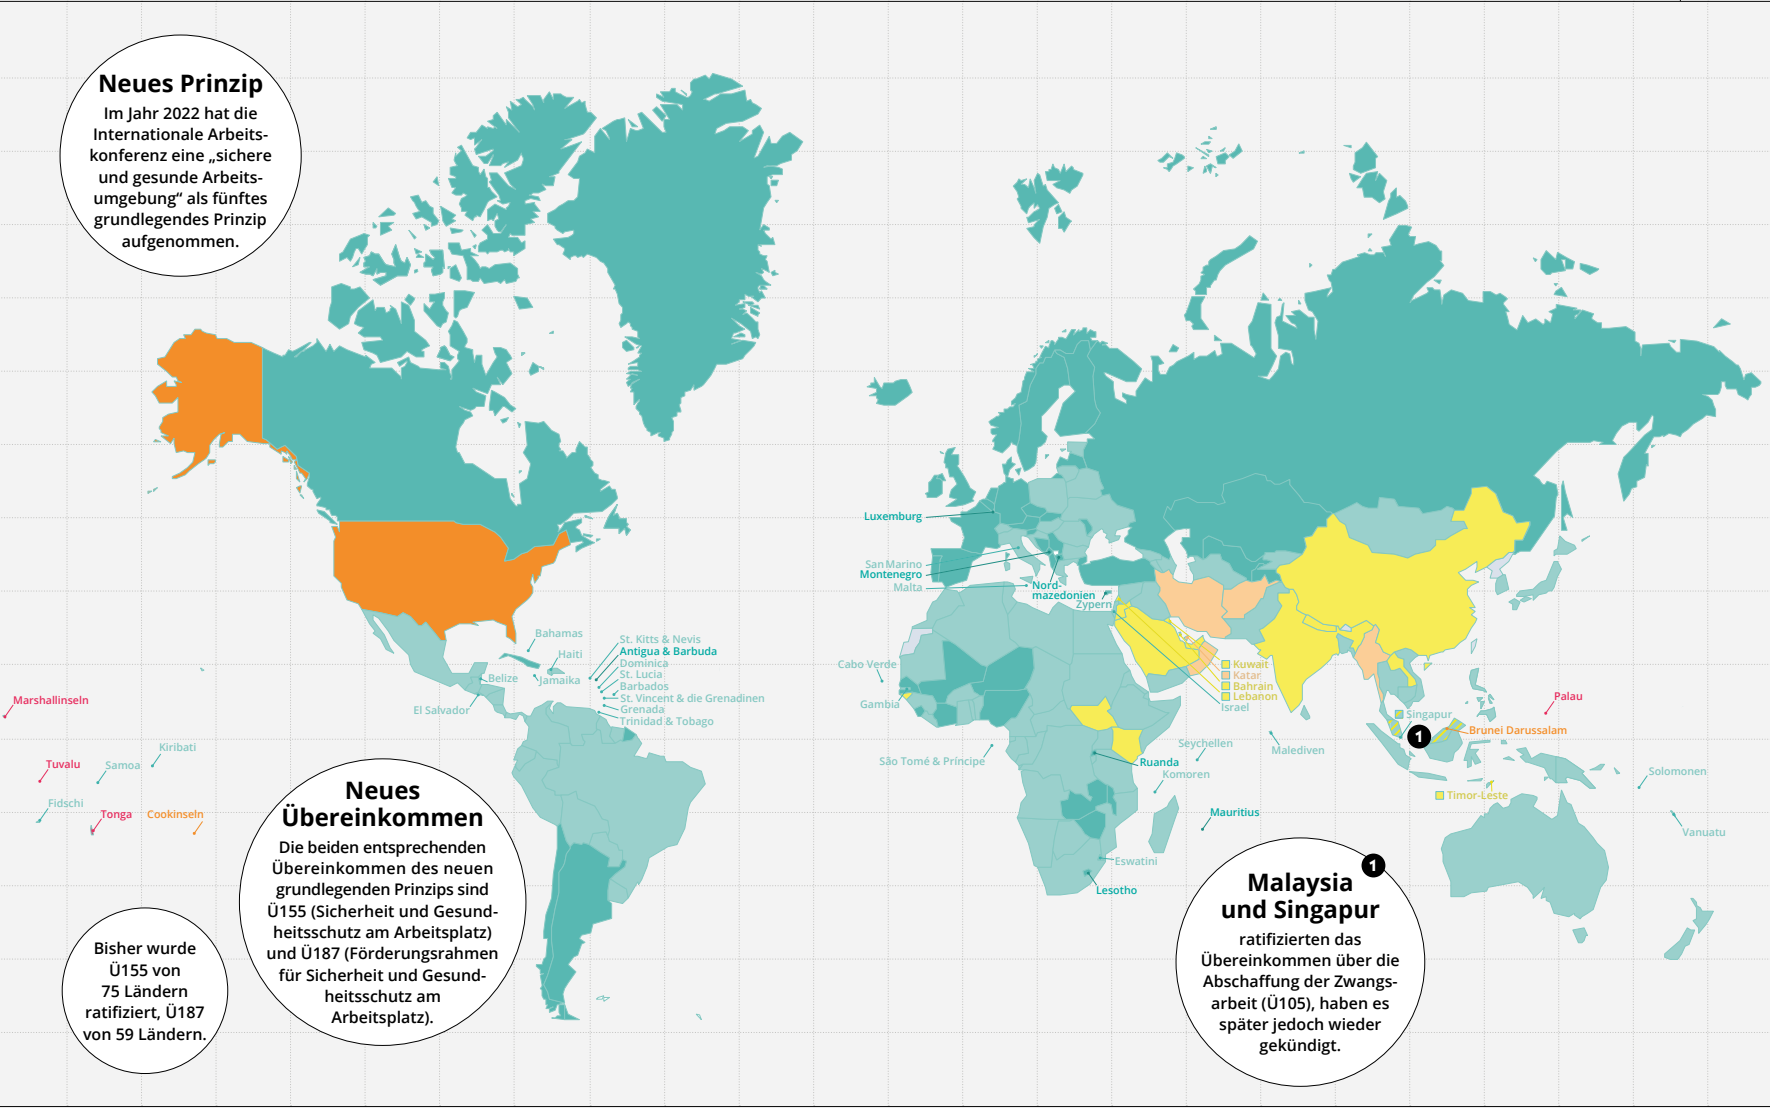 Neues Prinzip
Im Jahr 2022 hat die
Internationale Arbeits-
konferenz eine „sichere
und gesunde Arbeits-
umgebung“ als fünftes
grundlegendes Prinzip
aufgenommen.
Luxemburg
San Marino
Montenegro
Malta
Nord-
mazedonien
Zypern
Bahamas
Haiti
Belize
Jamaika
El Salvador
St. Kitts & Nevis
Antigua & Barbuda
Dominica
St. Lucia
Barbados
St. Vincent & die Grenadinen
Grenada
Trinidad & Tobago
Cabo Verde
Gambia
São Tomé & Príncipe
Kuwait
Katar
Bahrain
Lebanon
Israel
Seychellen
Ruanda
Komoren
Malediven
Mauritius
Eswatini
Lesotho
Singapur
1
Palau
Brunei Darussalam
Timor-Leste
Solomonen
Vanuatu
Marshallinseln
Kiribati
Tuvalu
Samoa
Fidschi
Tonga
Cookinseln
Neues
Übereinkommen
Die beiden entsprechenden
Übereinkommen des neuen
grundlegenden Prinzips sind
Ü155 (Sicherheit und Gesund-
heitsschutz am Arbeitsplatz)
und Ü187 (Förderungsrahmen
für Sicherheit und Gesund-
heitsschutz am
Arbeitsplatz).
Bisher wurde
Ü155 von
75 Ländern
ratifiziert, Ü187
von 59 Ländern.
1
Malaysia
und Singapur
ratifizierten das
Übereinkommen über die
Abschaffung der Zwangs-
arbeit (Ü105), haben es
später jedoch wieder
gekündigt.